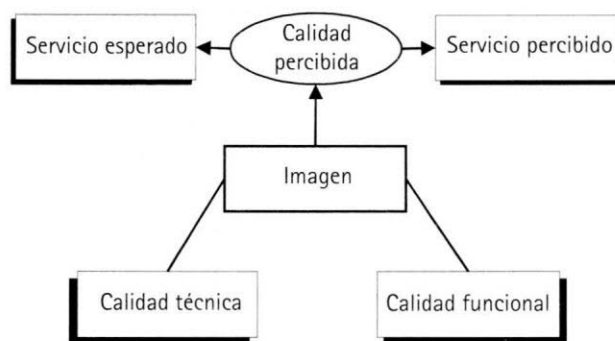 Servicio esperado
Calidad
percibida
Servicio percibido
Imagen
Calidad técnica
Calidad funcional